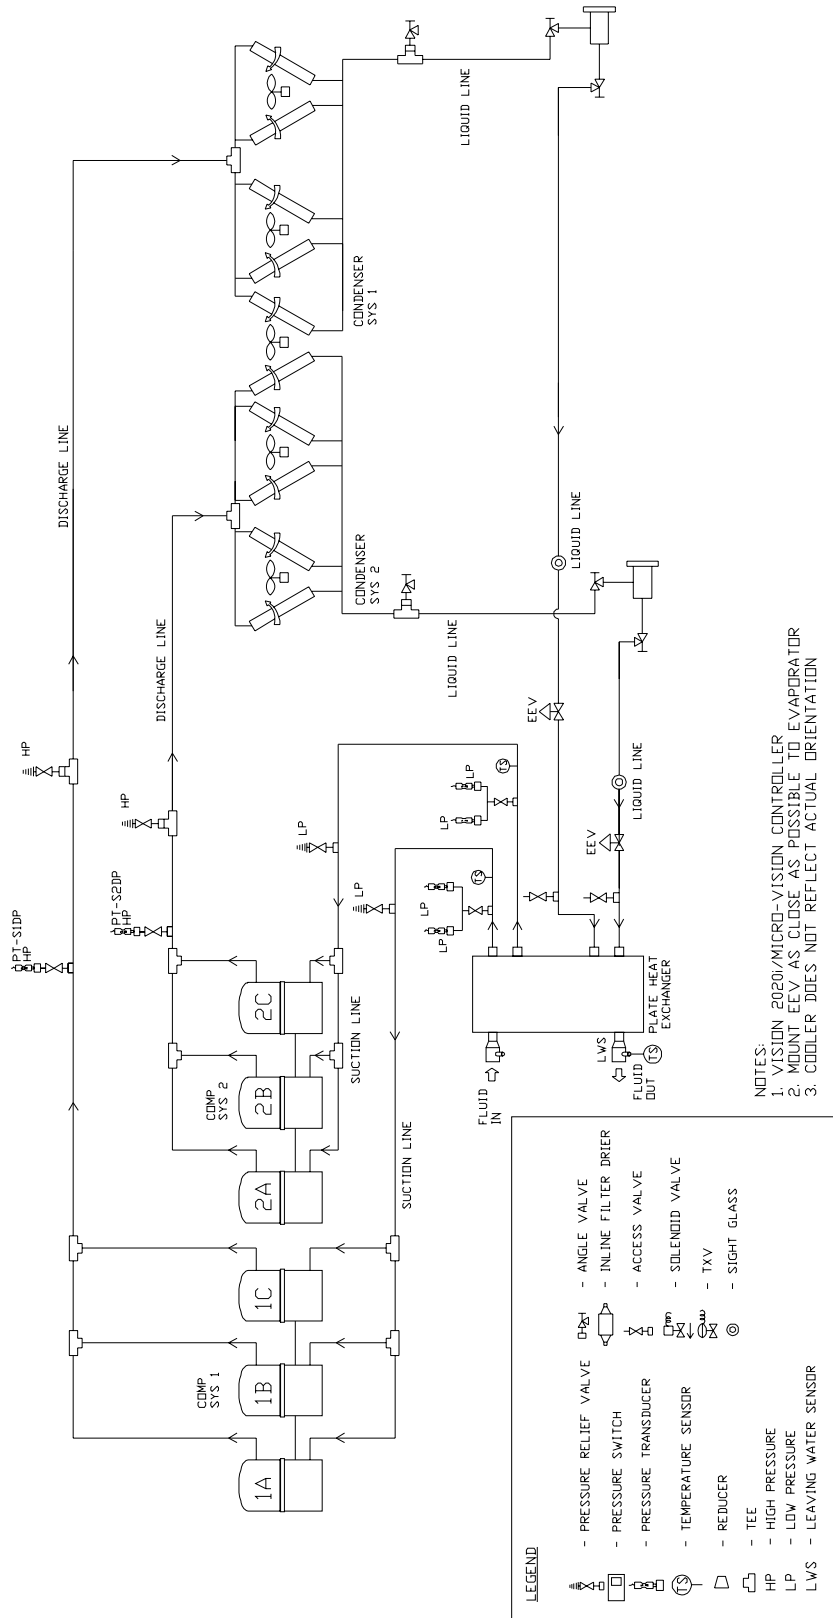 PT-S1DP
HP
HP
DISCHARGE LINE
PT-S2DP
HP
HP
DISCHARGE LINE
COMP
SYS 1
1A
1B
1C
COMP
SYS 2
2A
2B
2C
SUCTION LINE
SUCTION LINE
LP
LP
LP
LP
LP
LP
TS
TS
CONDENSER
SYS 2
CONDENSER
SYS 1
LIQUID LINE
LIQUID LINE
LIQUID LINE
LIQUID LINE
EEV
EEV
FLUID
IN
LWS
FLUID
OUT
TS
PLATE HEAT
EXCHANGER
LEGEND
- PRESSURE RELIEF VALVE
- PRESSURE SWITCH
- PRESSURE TRANSDUCER
TS - TEMPERATURE SENSOR
- REDUCER
- TEE
HP - HIGH PRESSURE
LP - LOW PRESSURE
LWS - LEAVING WATER SENSOR
- ANGLE VALVE
- INLINE FILTER DRIER
- ACCESS VALVE
- SOLENOID VALVE
- TXV
- SIGHT GLASS
NOTES:
1. VISION 2020i/MICRO-VISION CONTROLLER
2. MOUNT EEV AS CLOSE AS POSSIBLE TO EVAPORATOR
3. COOLER DOES NOT REFLECT ACTUAL ORIENTATION